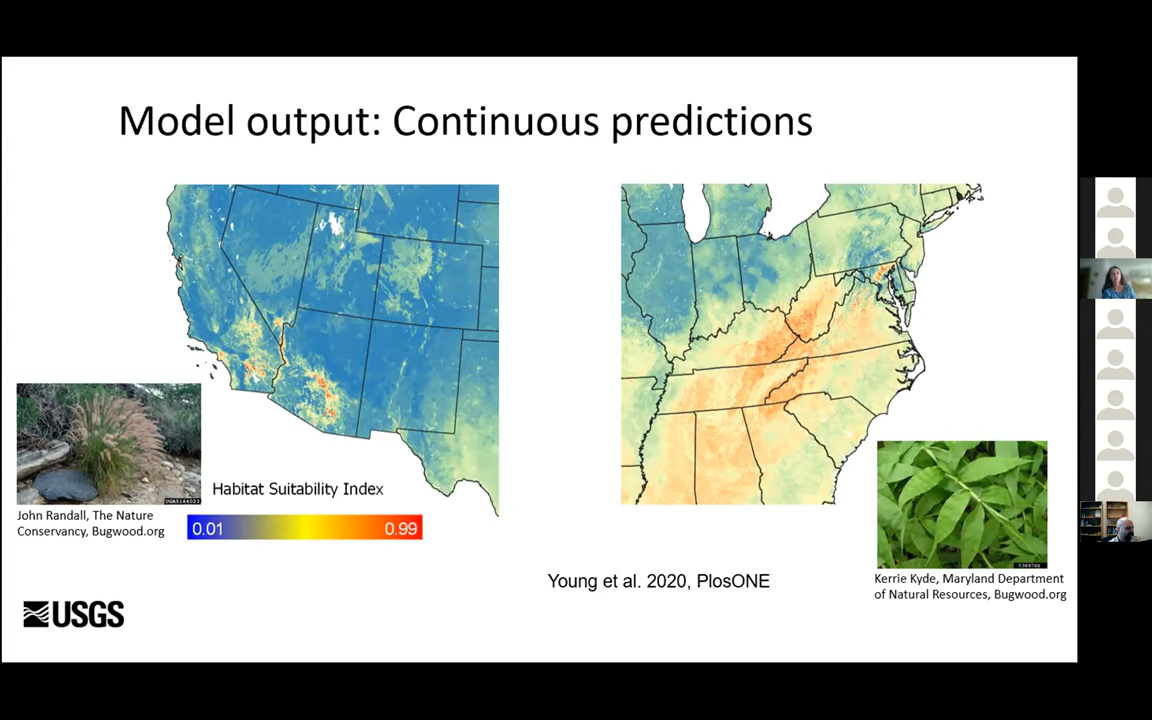 Model output: Continuous predictions
John Randall, The Nature
Conservancy, Bugwood.org
Habitat Suitability Index
0.01 0.99
Young et al. 2020, PlosONE
Kerrie Kyde, Maryland Department
of Natural Resources, Bugwood.org
USGS